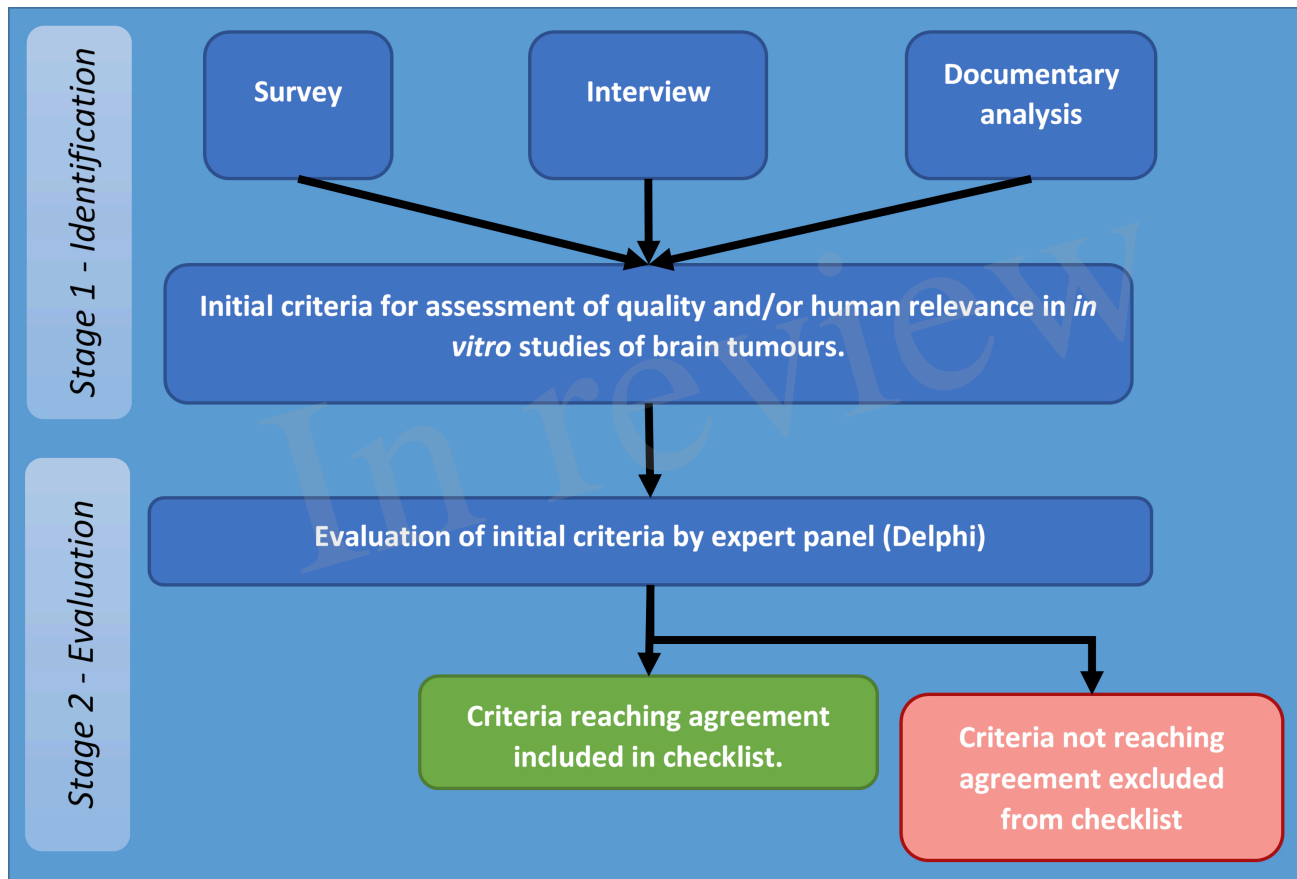 Stage 1 - Identification
Survey
Interview
Documentary
analysis
Initial criteria for assessment of quality and/or human relevance in in
vitro studies of brain tumours.
In review
Stage 2 - Evaluation
Evaluation of initial criteria by expert panel (Delphi)
Criteria reaching agreement
included in checklist.
Criteria not reaching
agreement excluded
from checklist